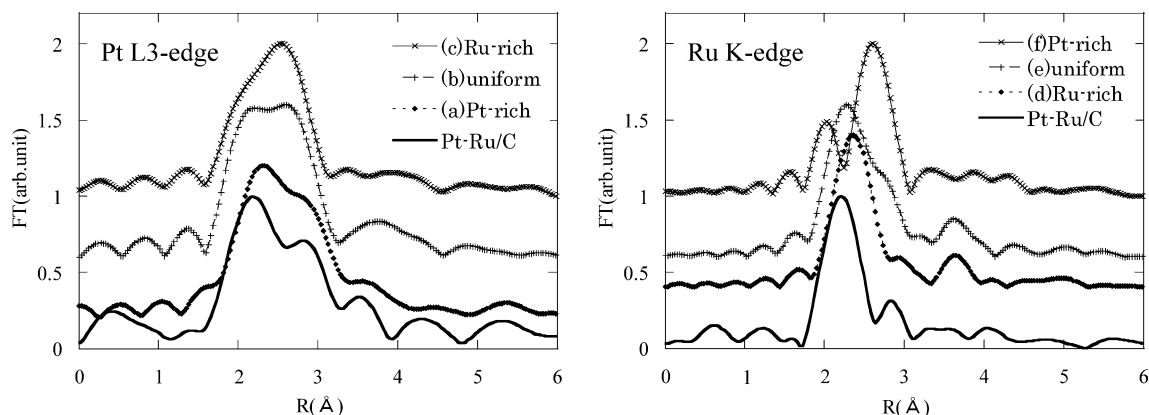 Pt L3-edge
(c)Ru-rich
(b)uniform
(a)Pt-rich
Pt-Ru/C
FT(arb.unit)
2
1.5
1
0.5
0
0 1 2 3 4 5 6
R(Å)
Ru K-edge
(f)Pt-rich
(e)uniform
(d)Ru-rich
Pt-Ru/C
FT(arb.unit)
2
1.5
1
0.5
0
0 1 2 3 4 5 6
R(Å)